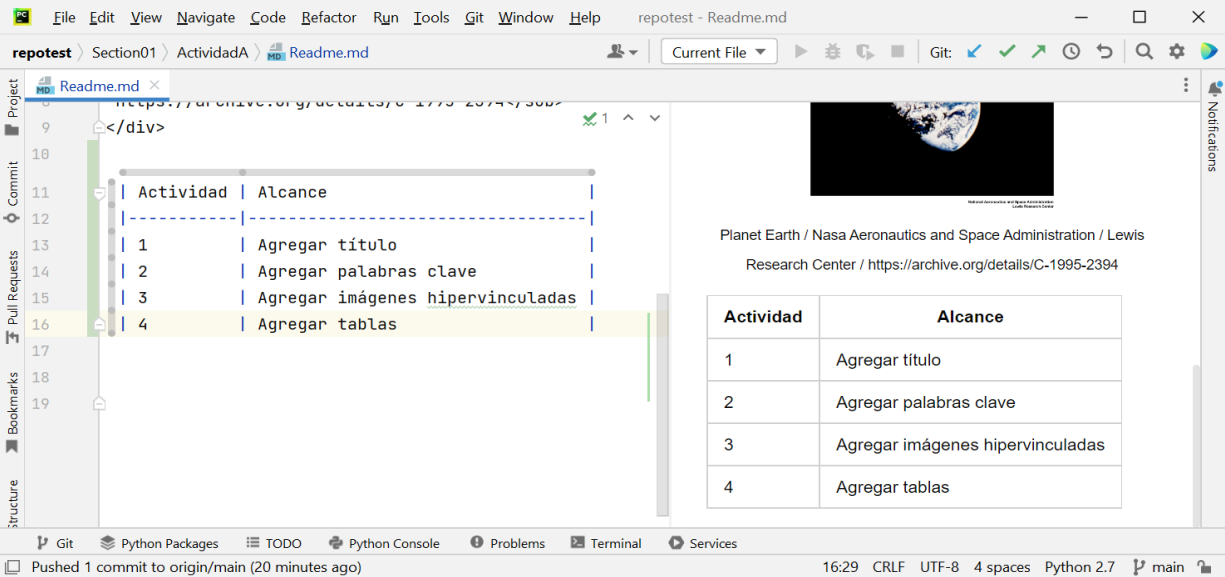 PC File Edit View Navigate Code Refactor Run Tools Git Window Help repotest - Readme.md
repotest Section01 ActividadA MD Readme.md Current File Git:
MD Readme.md
Project
Commit
Pull Requests
Bookmarks
Structure
8 https://archive.org/details/C-1995-2394</sub>
9 </div>
1
10
11 | Actividad | Alcance |
12 |-----------|----------------------------------|
13 | 1 | Agregar título |
14 | 2 | Agregar palabras clave |
15 | 3 | Agregar imágenes hipervinculadas |
16 | 4 | Agregar tablas |
17
18
19
National Aeronautics and Space Administration
Lewis Research Center
Planet Earth / Nasa Aeronautics and Space Administration / Lewis
Research Center / https://archive.org/details/C-1995-2394
Actividad Alcance
1 Agregar título
2 Agregar palabras clave
3 Agregar imágenes hipervinculadas
4 Agregar tablas
Notifications
Git Python Packages TODO Python Console Problems Terminal Services
Pushed 1 commit to origin/main (20 minutes ago) 16:29 CRLF UTF-8 4 spaces Python 2.7 main